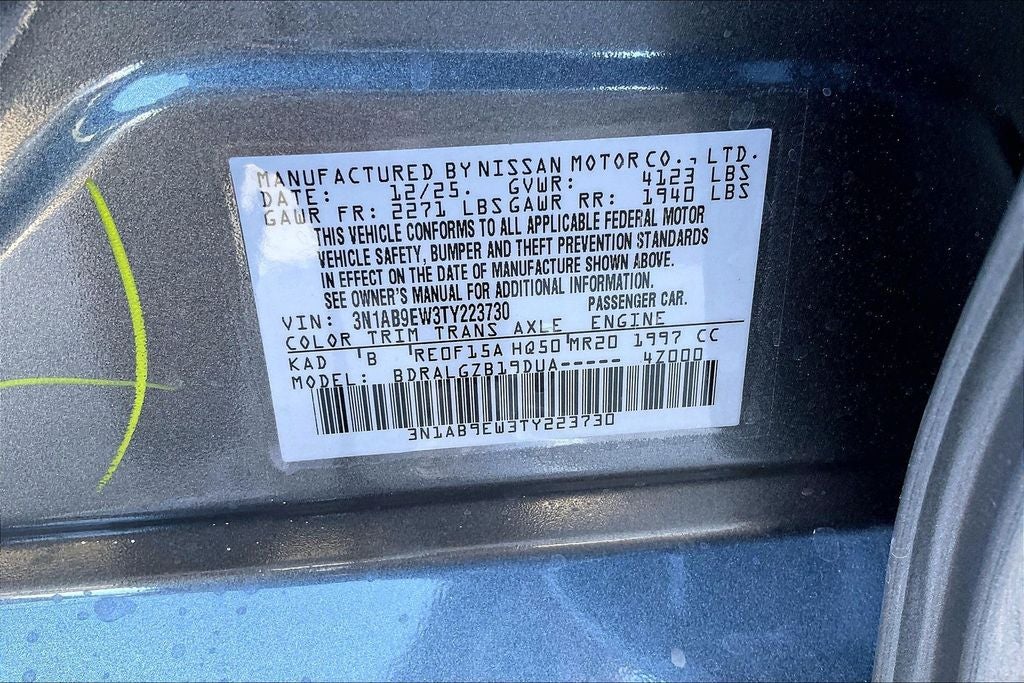 MANUFACTURED BY NISSAN MOTOR CO., LTD.
DATE: 12/25. GVWR: 4123 LBS
GAWR FR: 2271 LBS GAWR RR: 1940 LBS
THIS VEHICLE CONFORMS TO ALL APPLICABLE FEDERAL MOTOR
VEHICLE SAFETY, BUMPER AND THEFT PREVENTION STANDARDS
IN EFFECT ON THE DATE OF MANUFACTURE SHOWN ABOVE.
SEE OWNER'S MANUAL FOR ADDITIONAL INFORMATION.
VIN: 3N1AB9EW3TY223730 PASSENGER CAR.
COLOR TRIM TRANS AXLE ENGINE
KAD 'B 'RE0F15A HQ50'MR20 1997 CC
MODEL: BDRALGZB19DUA----- 4Z000
3N1AB9EW3TY223730